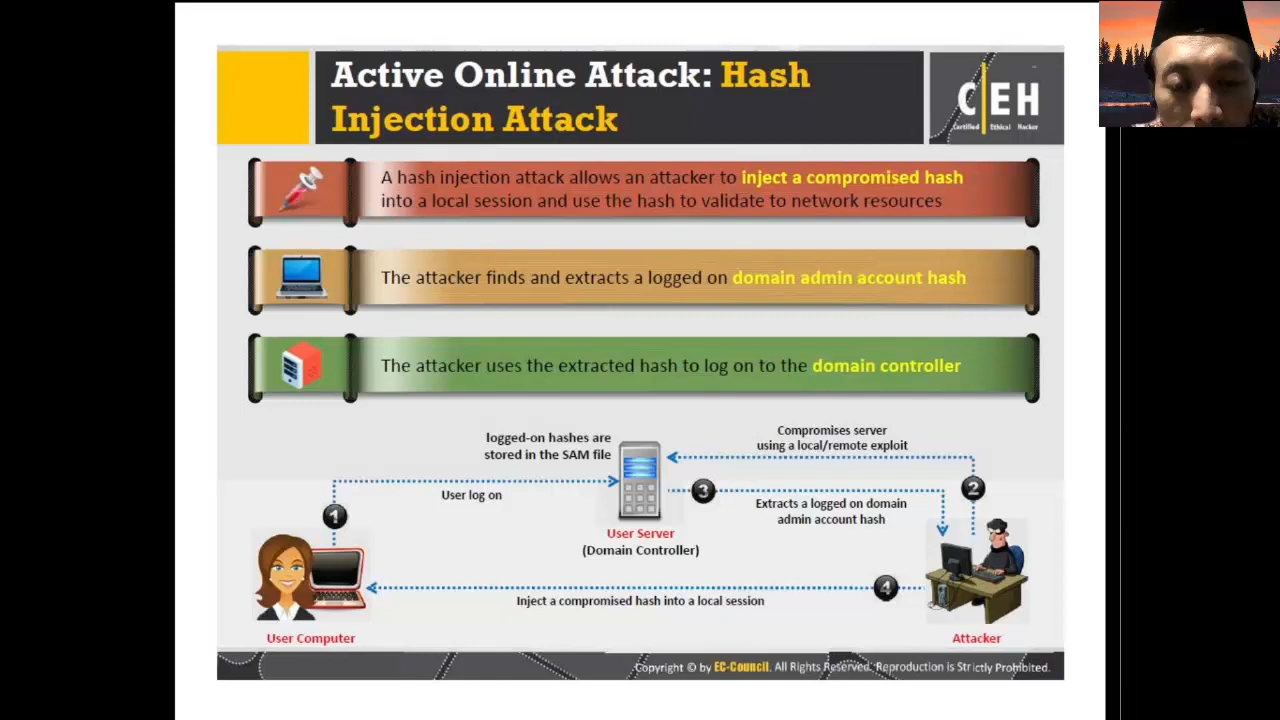 Active Online Attack: Hash
Injection Attack
C|EH
Certified Ethical Hacker
A hash injection attack allows an attacker to inject a compromised hash
into a local session and use the hash to validate to network resources
The attacker finds and extracts a logged on domain admin account hash
The attacker uses the extracted hash to log on to the domain controller
logged-on hashes are
stored in the SAM file
Compromises server
using a local/remote exploit
User log on
3
2
1
Extracts a logged on domain
admin account hash
User Server
(Domain Controller)
4
Inject a compromised hash into a local session
User Computer
Attacker
Copyright © by EC-Council. All Rights Reserved. Reproduction is Strictly Prohibited.